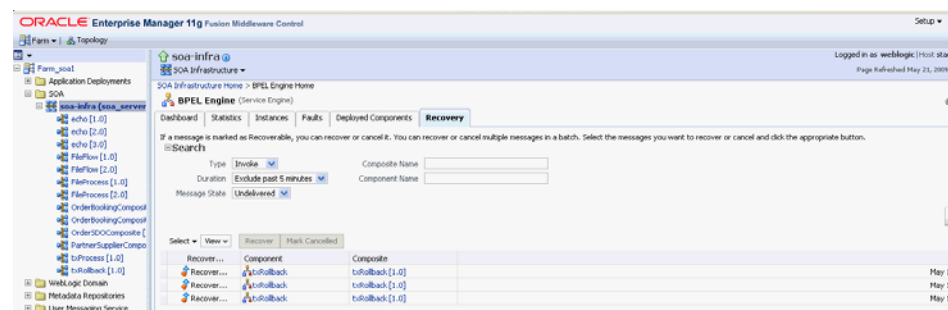 ORACLE Enterprise Manager 11g Fusion Middleware Control
Setup
Farm Topology
soa-infra
Logged in as weblogic | Host sta
SOA Infrastructure
Page Refreshed May 21, 2009
Farm_soa1
Application Deployments
SOA
soa-infra (soa_server
echo [1.0]
echo [2.0]
echo [3.0]
FileFlow [1.0]
FileFlow [2.0]
FileProcess [1.0]
FileProcess [2.0]
OrderBookingComposit
OrderBookingComposit
OrderSDOComposite [
PartnerSupplierCompo
txProcess [1.0]
txRollback [1.0]
WebLogic Domain
Metadata Repositories
User Messaging Service
SOA Infrastructure Home > BPEL Engine Home
BPEL Engine (Service Engine)
Dashboard Statistics Instances Faults Deployed Components Recovery
If a message is marked as Recoverable, you can recover or cancel it. You can recover or cancel multiple messages in a batch. Select the messages you want to recover or cancel and click the appropriate button.
Search
Type Invoke Composite Name
Duration Exclude past 5 minutes Component Name
Message State Undelivered
Select View Recover Mark Cancelled
Recover... Component Composite
Recover... txRollback txRollback [1.0] May
Recover... txRollback txRollback [1.0] May
Recover... txRollback txRollback [1.0] May